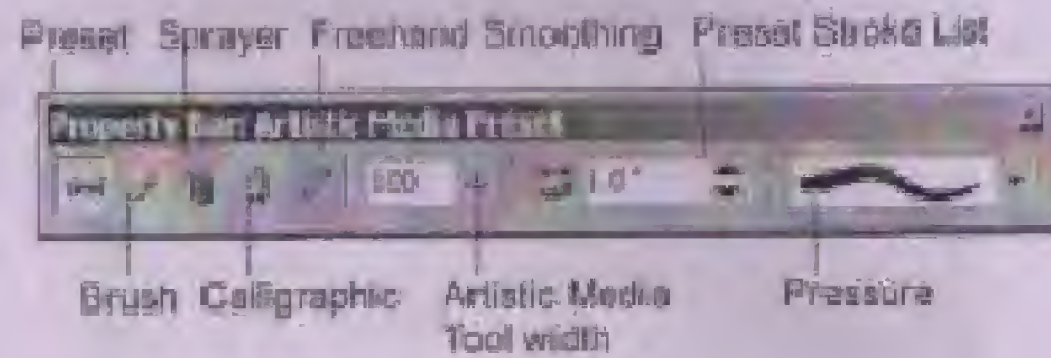 Preset Sprayer Freehand Smoothing Preset Stroke List
Property Bar: Artistic Media Preset
Brush Calligraphic Artistic Media Pressure
Tool width